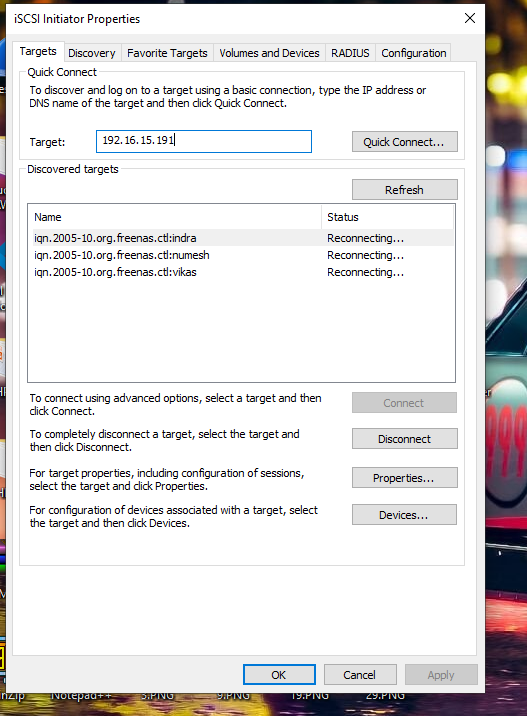 iSCSI Initiator Properties
Targets Discovery Favorite Targets Volumes and Devices RADIUS Configuration
Quick Connect
To discover and log on to a target using a basic connection, type the IP address or
DNS name of the target and then click Quick Connect.
Target: 192.16.15.191 Quick Connect...
Discovered targets
Refresh
Name Status
iqn.2005-10.org.freenas.ctl:indra Reconnecting...
iqn.2005-10.org.freenas.ctl:numesh Reconnecting...
iqn.2005-10.org.freenas.ctl:vikas Reconnecting...
To connect using advanced options, select a target and then
click Connect.
Connect
To completely disconnect a target, select the target and
then click Disconnect.
Disconnect
For target properties, including configuration of sessions,
select the target and click Properties.
Properties...
For configuration of devices associated with a target, select
the target and then click Devices.
Devices...
OK Cancel Apply
nZip Notepad++ 3.PNG 9.PNG 19.PNG 29.PNG